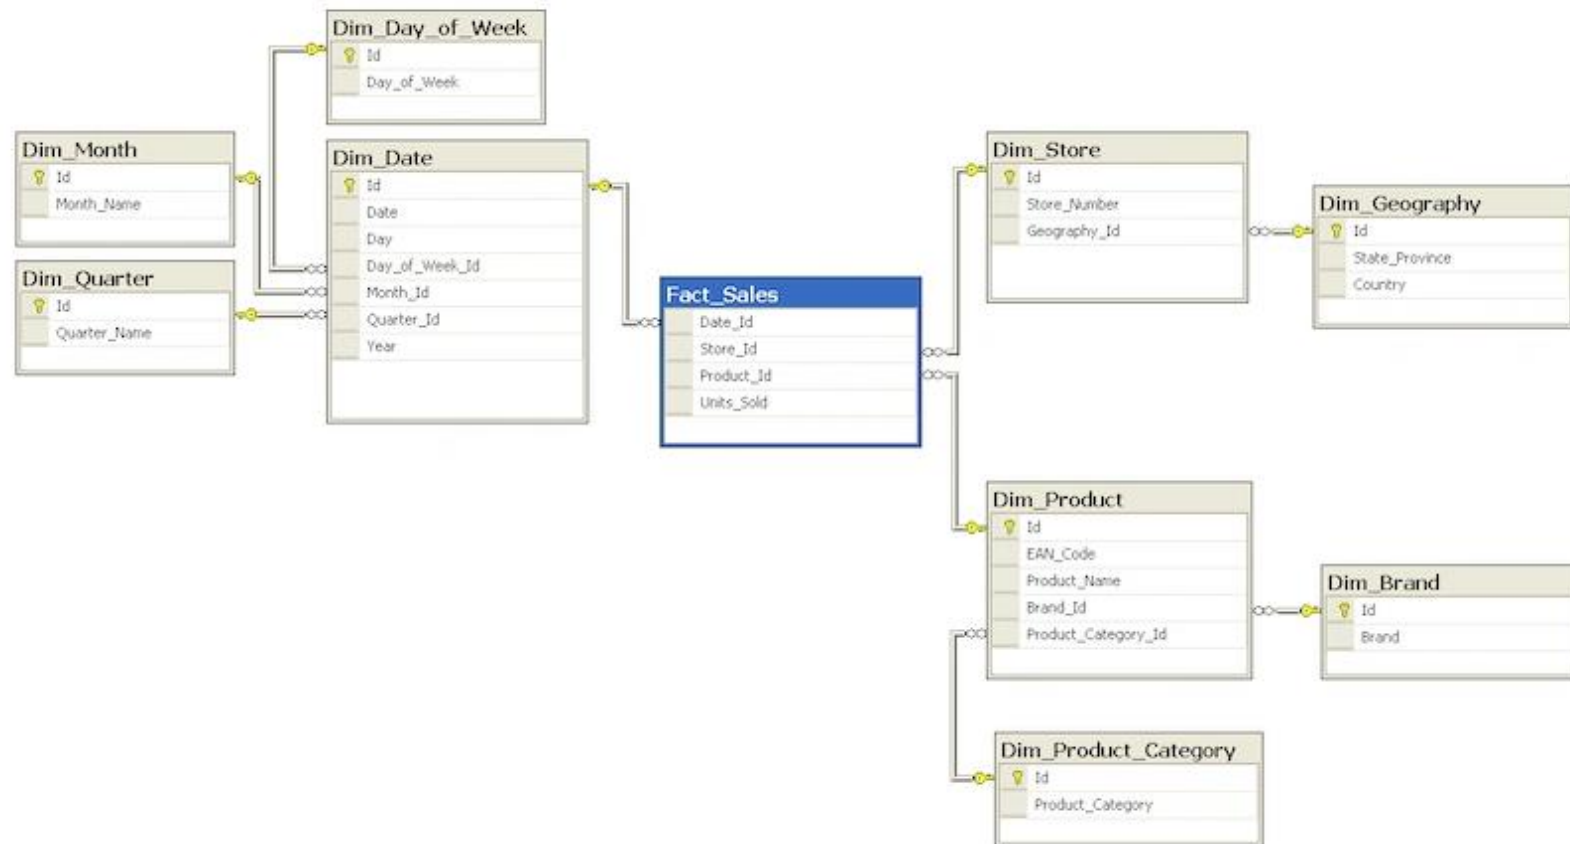 Dim_Day_of_Week
Id
Day_of_Week
Dim_Month
Id
Month_Name
Dim_Quarter
Id
Quarter_Name
Dim_Date
Id
Date
Day
Day_of_Week_Id
Month_Id
Quarter_Id
Year
Fact_Sales
Date_Id
Store_Id
Product_Id
Units_Sold
Dim_Store
Id
Store_Number
Geography_Id
Dim_Geography
Id
State_Province
Country
Dim_Product
Id
EAN_Code
Product_Name
Brand_Id
Product_Category_Id
Dim_Brand
Id
Brand
Dim_Product_Category
Id
Product_Category